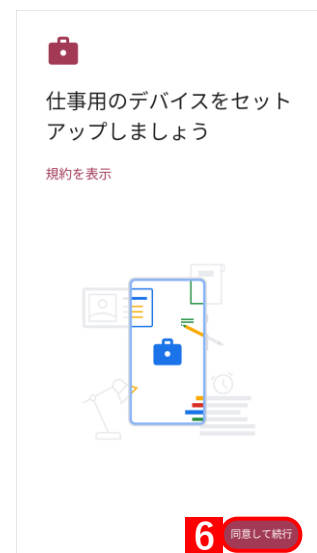 仕事用のデバイスをセット
アップしましょう
規約を表示
6 同意して続行